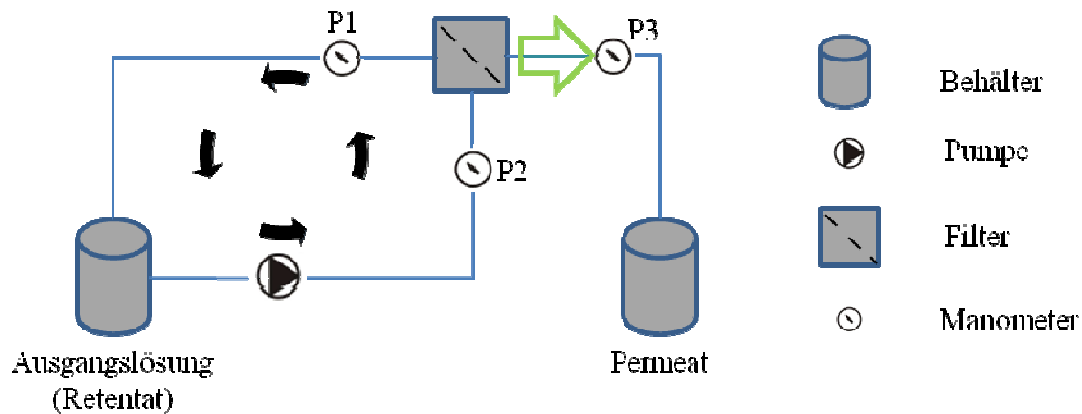 P1
P3
P2
Ausgangslösung
(Retentat)
Permeat
Behälter
Pumpe
Filter
Manometer